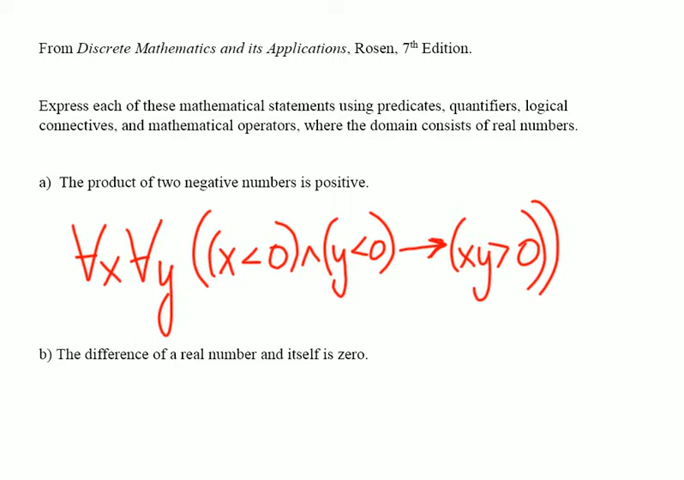 From Discrete Mathematics and its Applications, Rosen, 7th Edition.
Express each of these mathematical statements using predicates, quantifiers, logical
connectives, and mathematical operators, where the domain consists of real numbers.
a) The product of two negative numbers is positive.
∀x∀y((x<0)∧(y<0)→(xy>0))
b) The difference of a real number and itself is zero.